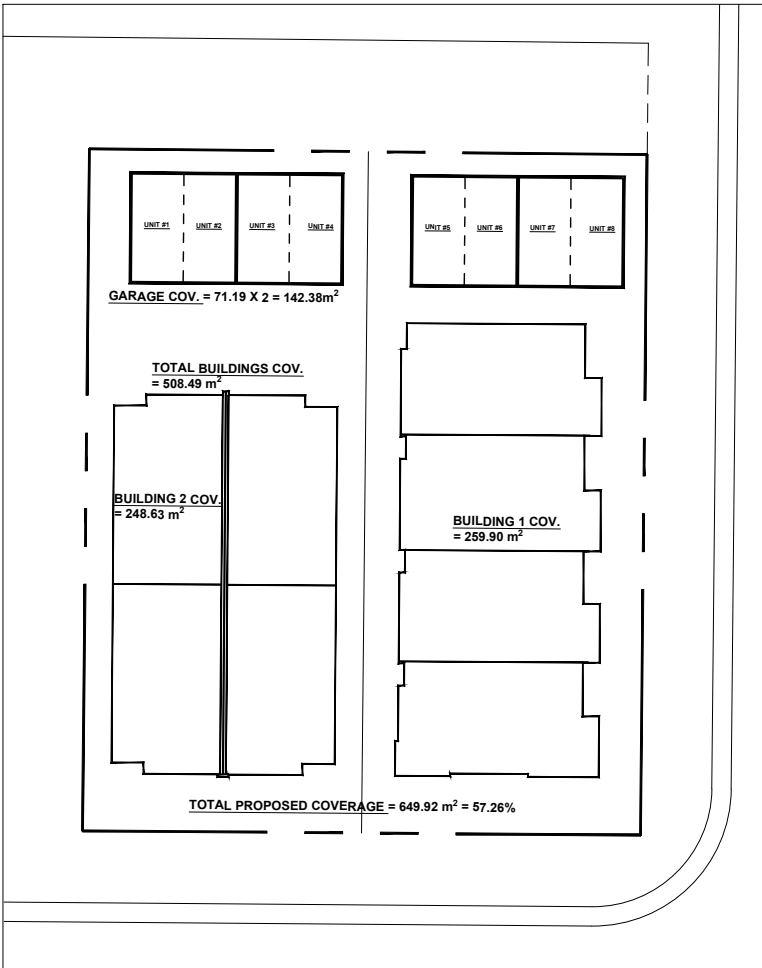 UNIT #1
UNIT #2
UNIT #3
UNIT #4
UNIT #5
UNIT #6
UNIT #7
UNIT #8
GARAGE COV. = 71.19 X 2 = 142.38m²
TOTAL BUILDINGS COV.
= 508.49 m²
BUILDING 2 COV.
= 248.63 m²
BUILDING 1 COV.
= 259.90 m²
TOTAL PROPOSED COVERAGE = 649.92 m² = 57.26%